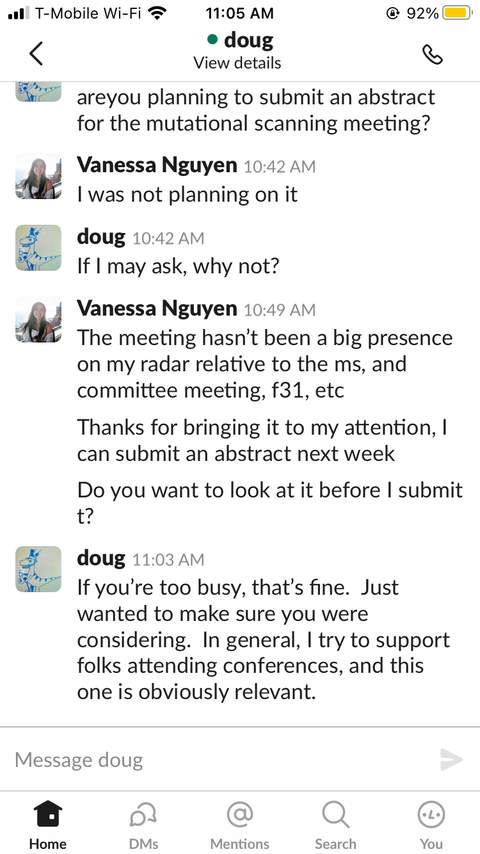 T-Mobile Wi-Fi 11:05 AM 92%
doug
View details
areyou planning to submit an abstract
for the mutational scanning meeting?
Vanessa Nguyen 10:42 AM
I was not planning on it
doug 10:42 AM
If I may ask, why not?
Vanessa Nguyen 10:49 AM
The meeting hasn't been a big presence
on my radar relative to the ms, and
committee meeting, f31, etc
Thanks for bringing it to my attention, I
can submit an abstract next week
Do you want to look at it before I submit
t?
doug 11:03 AM
If you're too busy, that's fine.  Just
wanted to make sure you were
considering.  In general, I try to support
folks attending conferences, and this
one is obviously relevant.
Message doug
Home DMs Mentions Search You